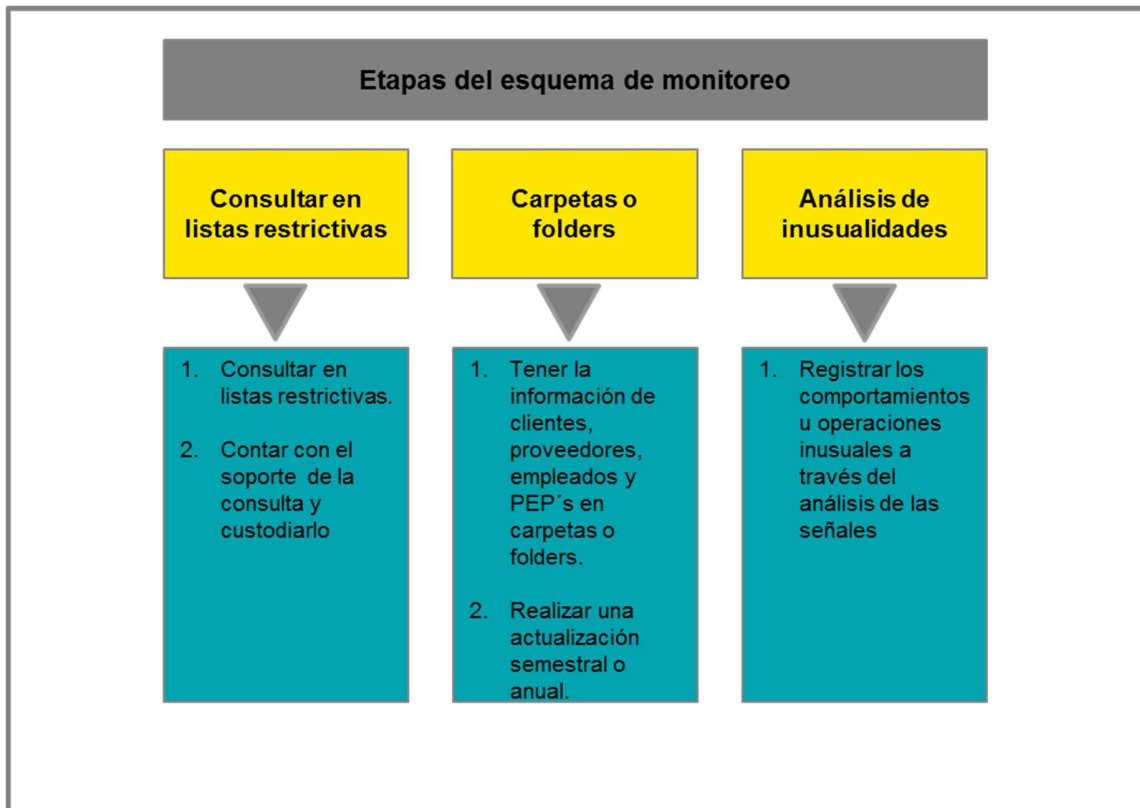 Etapas del esquema de monitoreo
Consultar en
listas restrictivas
1. Consultar en
listas restrictivas.
2. Contar con el
soporte de la
consulta y
custodiarlo
Carpetas o
folders
1. Tener la
información de
clientes,
proveedores,
empleados y
PEP´s en
carpetas o
folders.
2. Realizar una
actualización
semestral o
anual.
Análisis de
inusualidades
1. Registrar los
comportamientos
u operaciones
inusuales a
través del
análisis de las
señales